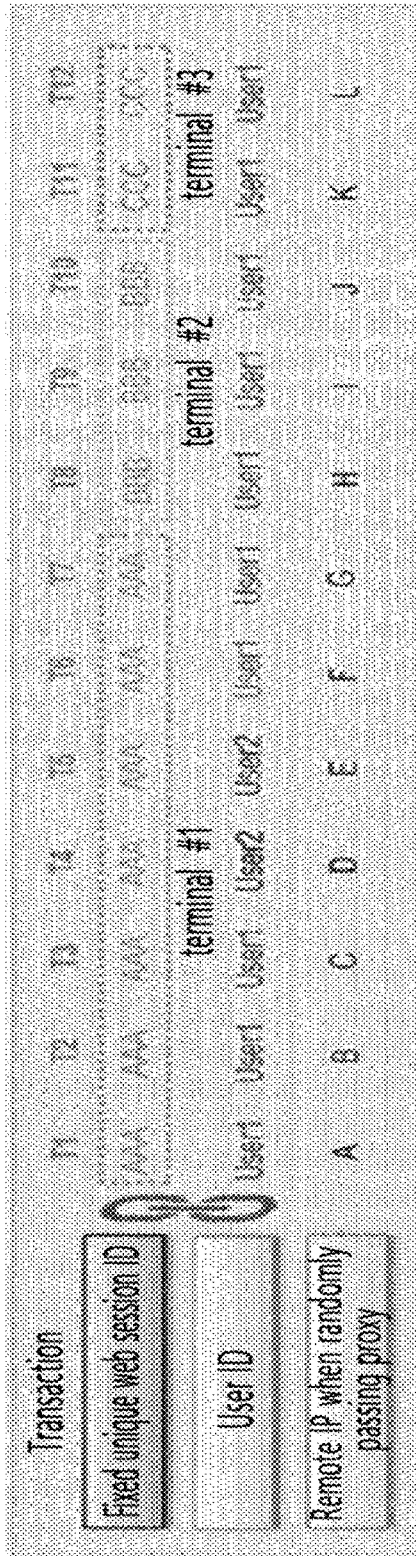 Transaction T1 T2 T3 T4 T5 T6 T7 T8 T9 T10 T11 T12
Fixed unique web session ID AAA AAA AAA AAA AAA AAA AAA BBB BBB BBB CCC CCC
terminal #1 terminal #2 terminal #3
User ID User1 User1 User1 User2 User2 User1 User1 User1 User1 User1 User1 User1
Remote IP when randomly
passing proxy
A B C D E F G H I J K L